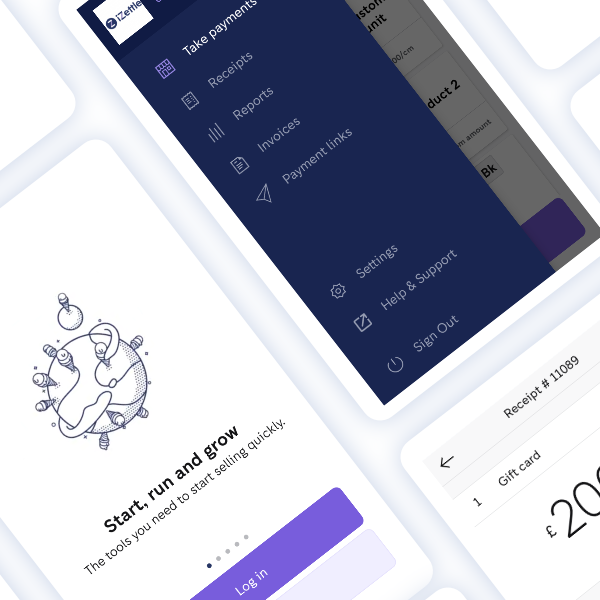 iZettle
Take payments
Receipts
Reports
Invoices
Payment links
Settings
Help & Support
Sign Out
unit
00/cm
duct 2
amount
Bk
Start, run and grow
The tools you need to start selling quickly.
Log in
Receipt # 11089
1 Gift card
£200